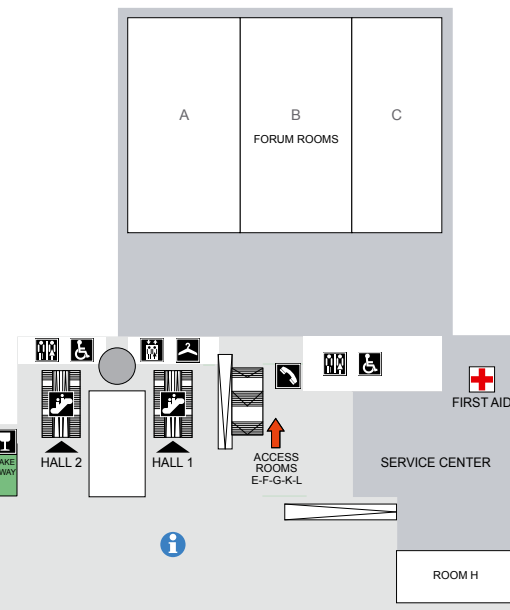 A
B
C
FORUM ROOMS
FIRST AID
HALL 2
HALL 1
ACCESS
ROOMS
E-F-G-K-L
SERVICE CENTER
i
ROOM H